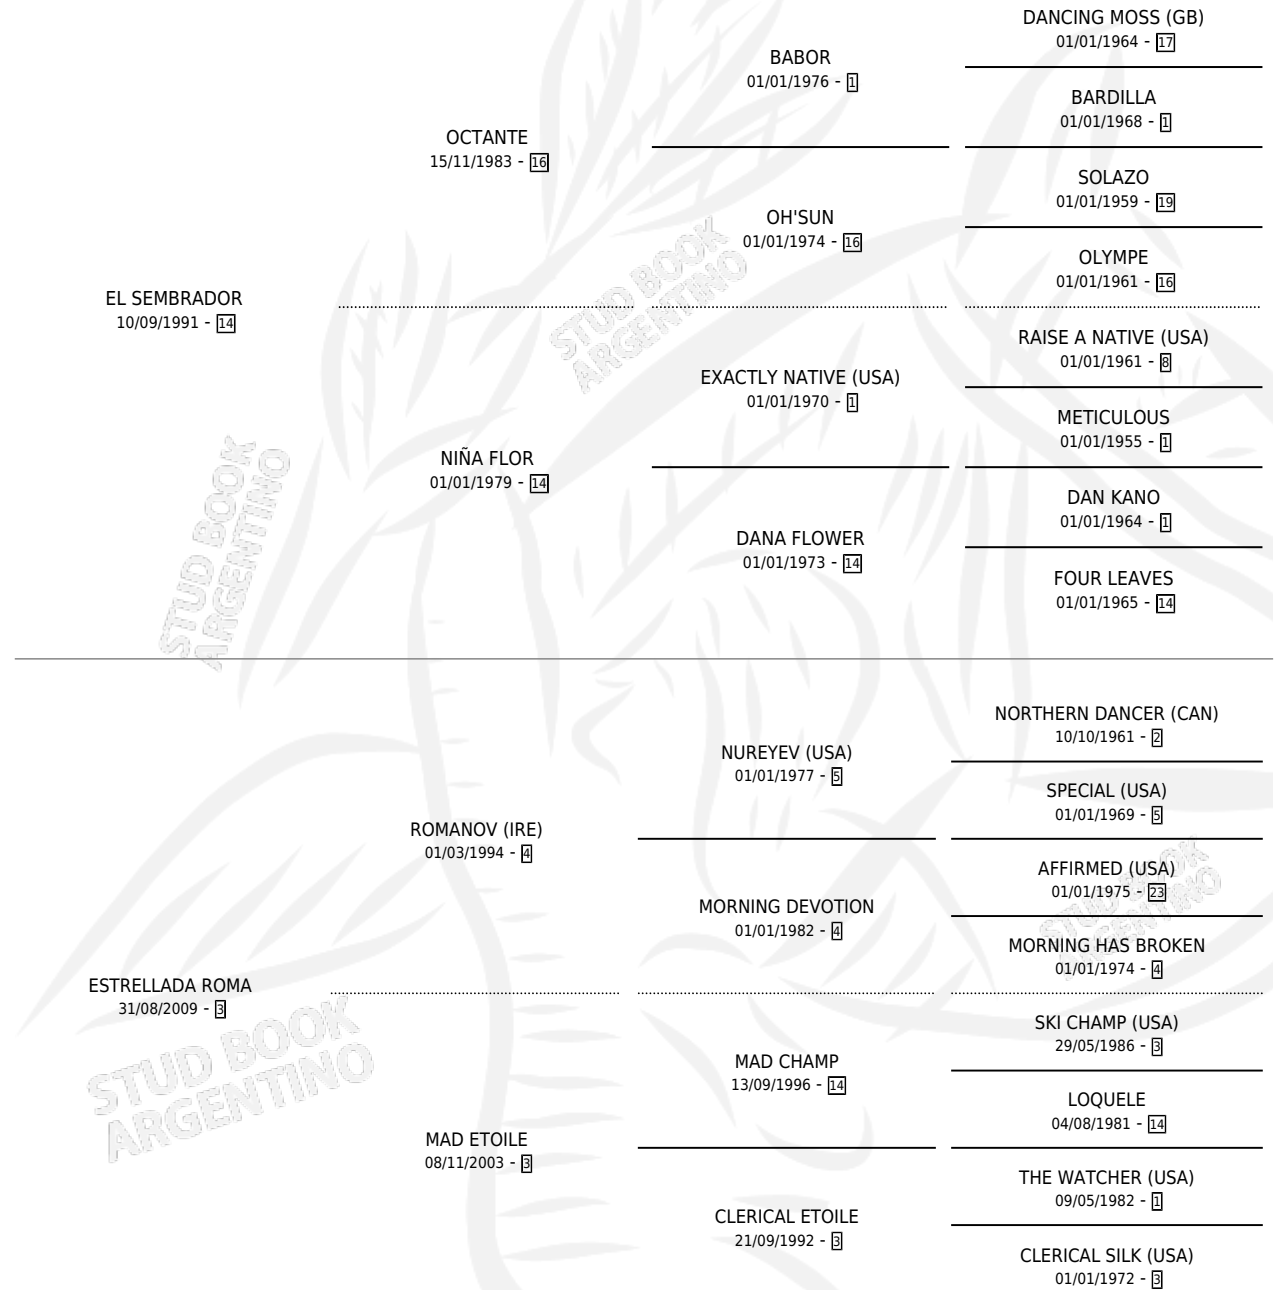 DANCING MOSS (GB)
01/01/1964 - 17
BABOR
01/01/1976 - 1
BARDILLA
01/01/1968 - 1
OCTANTE
15/11/1983 - 16
SOLAZO
01/01/1959 - 19
OH'SUN
01/01/1974 - 16
OLYMPE
01/01/1961 - 16
EL SEMBRADOR
10/09/1991 - 14
RAISE A NATIVE (USA)
01/01/1961 - 8
EXACTLY NATIVE (USA)
01/01/1970 - 1
METICULOUS
01/01/1955 - 1
NIÑA FLOR
01/01/1979 - 14
DAN KANO
01/01/1964 - 1
DANA FLOWER
01/01/1973 - 14
FOUR LEAVES
01/01/1965 - 14
NORTHERN DANCER (CAN)
10/10/1961 - 2
NUREYEV (USA)
01/01/1977 - 5
SPECIAL (USA)
01/01/1969 - 5
ROMANOV (IRE)
01/03/1994 - 4
AFFIRMED (USA)
01/01/1975 - 23
MORNING DEVOTION
01/01/1982 - 4
MORNING HAS BROKEN
01/01/1974 - 4
ESTRELLADA ROMA
31/08/2009 - 3
SKI CHAMP (USA)
29/05/1986 - 3
MAD CHAMP
13/09/1996 - 14
LOQUELE
04/08/1981 - 14
MAD ETOILE
08/11/2003 - 3
THE WATCHER (USA)
09/05/1982 - 1
CLERICAL ETOILE
21/09/1992 - 3
CLERICAL SILK (USA)
01/01/1972 - 3
STUD BOOK
ARGENTINO
STUD BOOK
ARGENTINO
STUD BOOK
ARGENTINO
STUD BOOK
ARGENTINO